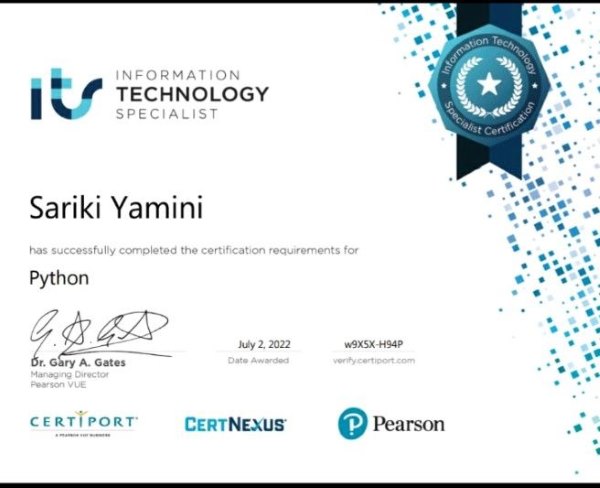 its
INFORMATION
TECHNOLOGY
SPECIALIST
Information Technology
Specialist Certification
Sariki Yamini
has successfully completed the certification requirements for
Python
Dr. Gary A. Gates
Managing Director
Pearson VUE
July 2, 2022
Date Awarded
w9X5X-H94P
verify.certiport.com
CERTIPORT
A PEARSON VUE BUSINESS
CERTNEXUS
Pearson